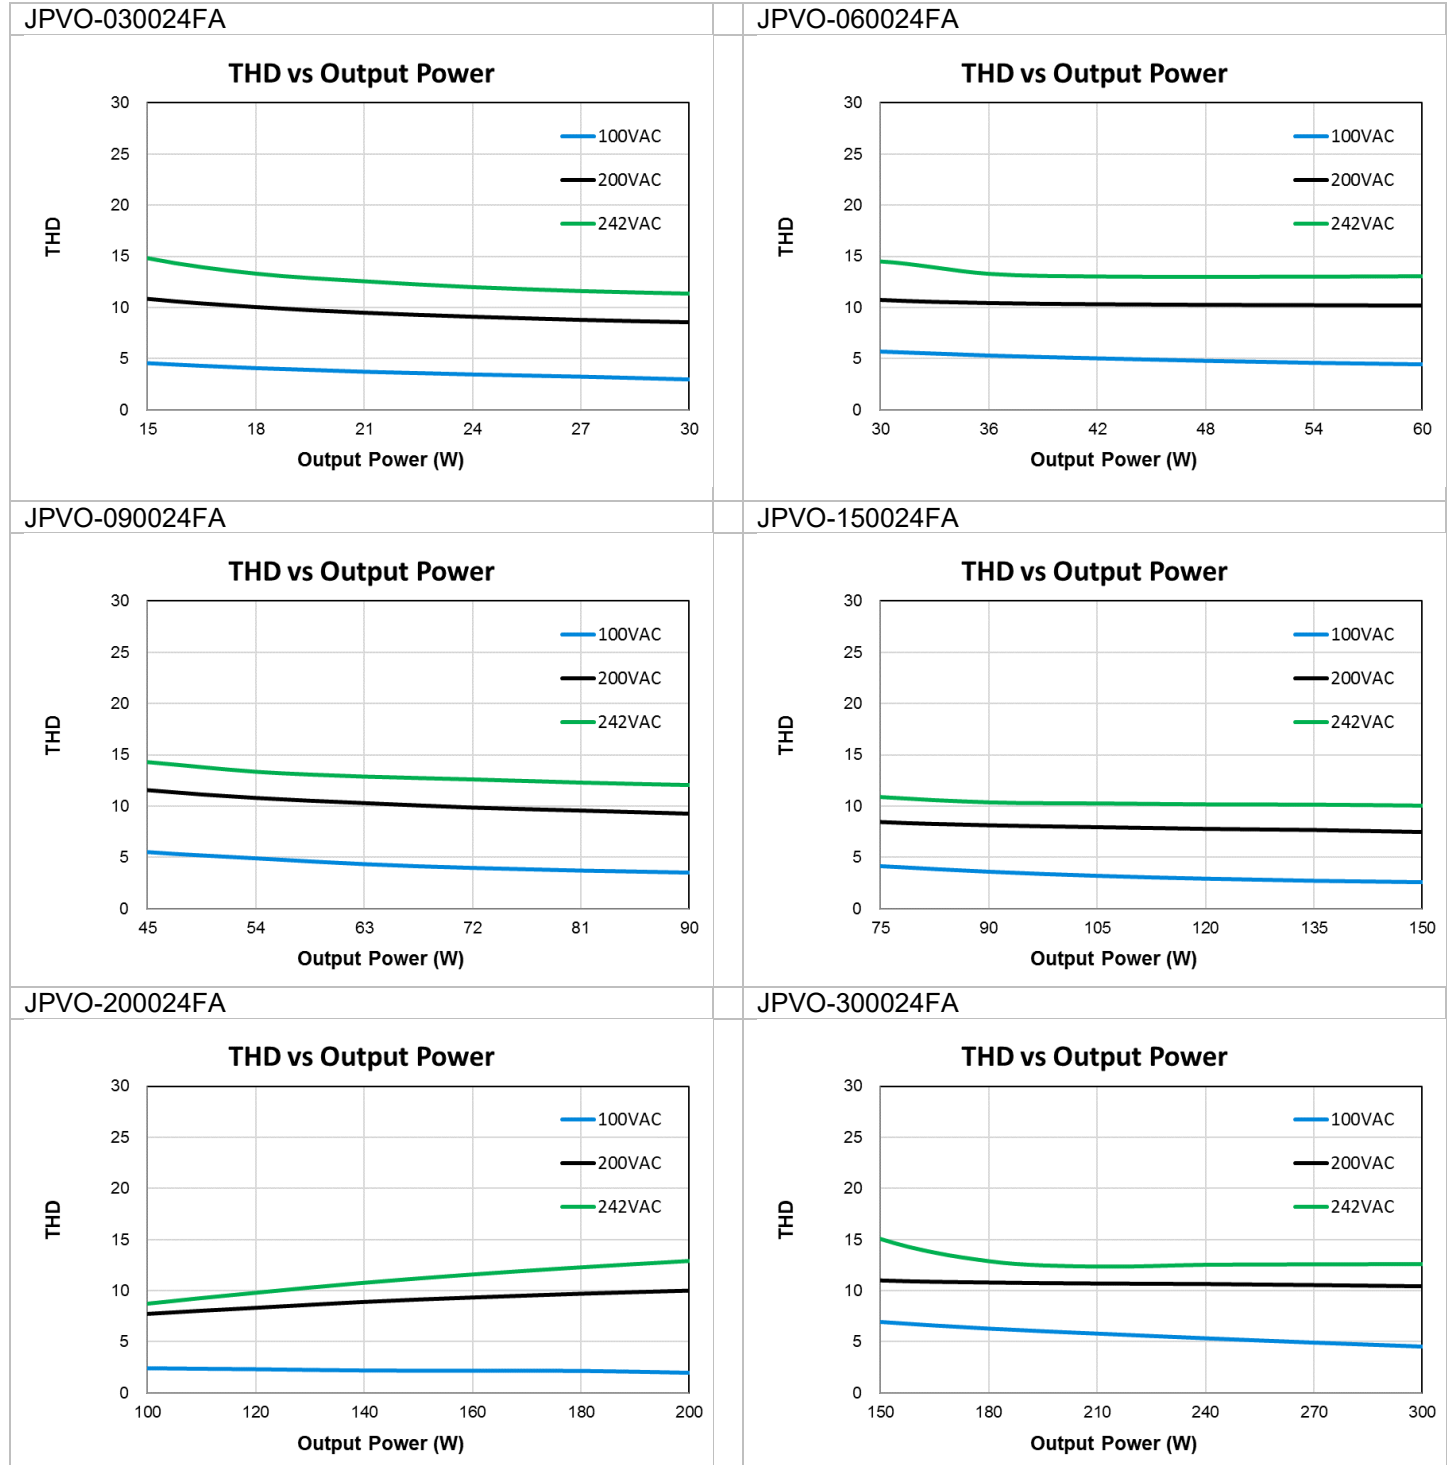 JPVO-030024FA
THD vs Output Power
30
25
20
15
10
5
0
THD
100VAC
200VAC
242VAC
15 18 21 24 27 30
Output Power (W)
JPVO-060024FA
THD vs Output Power
30
25
20
15
10
5
0
THD
100VAC
200VAC
242VAC
30 36 42 48 54 60
Output Power (W)
JPVO-090024FA
THD vs Output Power
30
25
20
15
10
5
0
THD
100VAC
200VAC
242VAC
45 54 63 72 81 90
Output Power (W)
JPVO-150024FA
THD vs Output Power
30
25
20
15
10
5
0
THD
100VAC
200VAC
242VAC
75 90 105 120 135 150
Output Power (W)
JPVO-200024FA
THD vs Output Power
30
25
20
15
10
5
0
THD
100VAC
200VAC
242VAC
100 120 140 160 180 200
Output Power (W)
JPVO-300024FA
THD vs Output Power
30
25
20
15
10
5
0
THD
100VAC
200VAC
242VAC
150 180 210 240 270 300
Output Power (W)